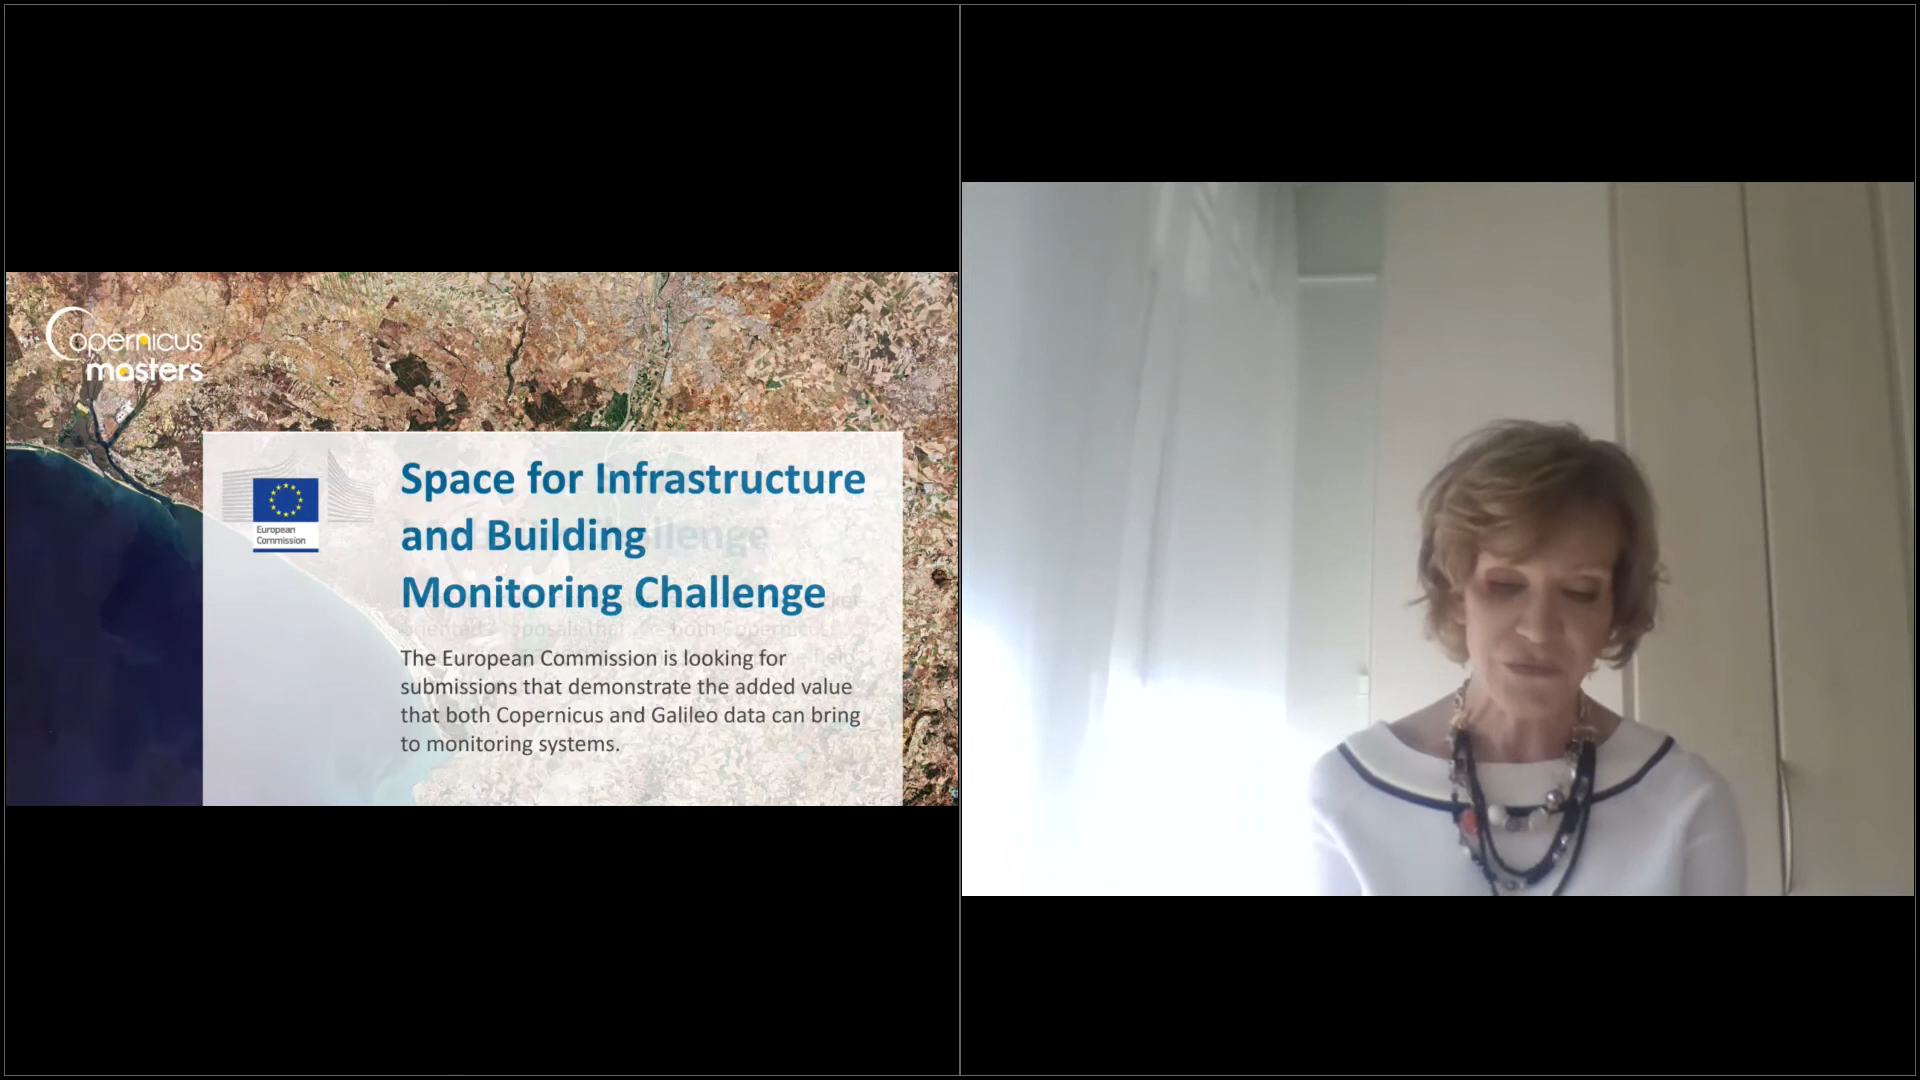 Copernicus
masters
European
Commission
Space for Infrastructure
and Building
Monitoring Challenge
The European Commission is looking for
submissions that demonstrate the added value
that both Copernicus and Galileo data can bring
to monitoring systems.